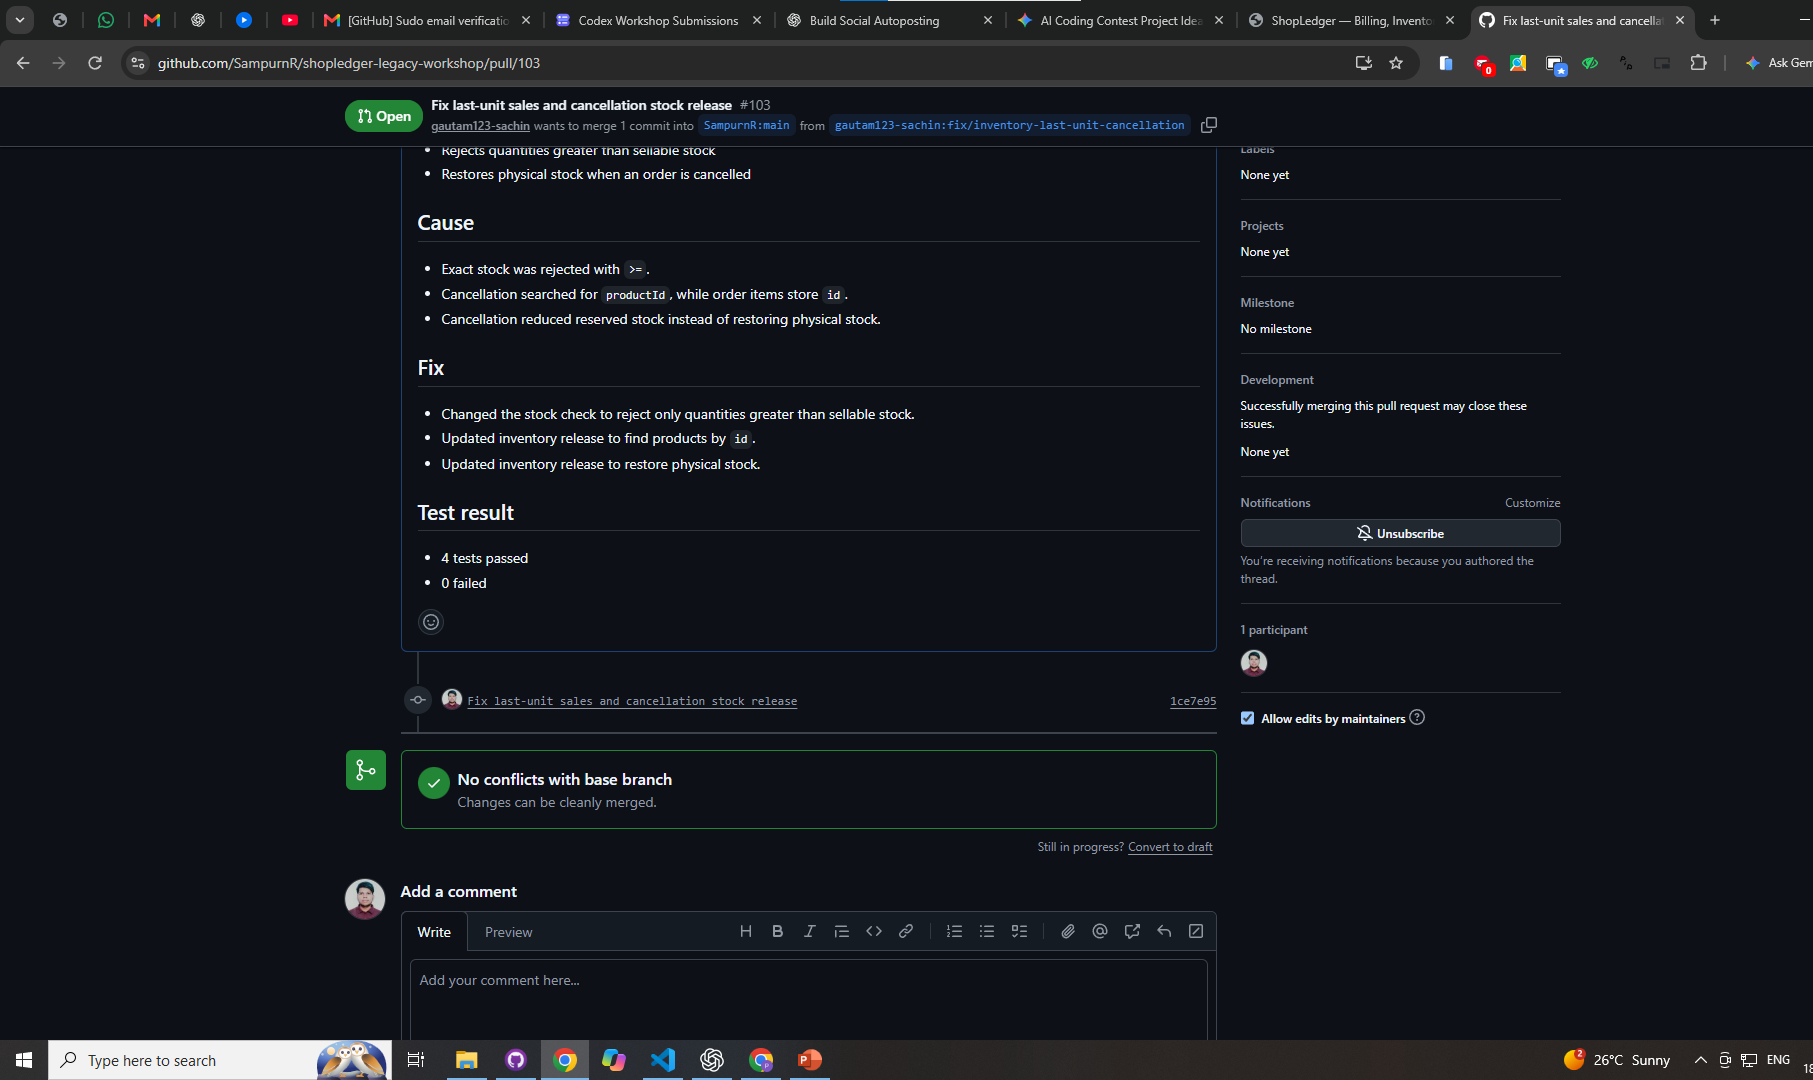 [GitHub] Sudo email verificatio
Codex Workshop Submissions
Build Social Autoposting
AI Coding Contest Project Idea
ShopLedger — Billing, Invento
Fix last-unit sales and cancellat
github.com/SampurnR/shopledger-legacy-workshop/pull/103
0
Ask Gem
Open
Fix last-unit sales and cancellation stock release #103
gautam123-sachin wants to merge 1 commit into SampurnR:main from gautam123-sachin:fix/inventory-last-unit-cancellation
Rejects quantities greater than sellable stock
Restores physical stock when an order is cancelled
Cause
Exact stock was rejected with >=.
Cancellation searched for productId, while order items store id.
Cancellation reduced reserved stock instead of restoring physical stock.
Fix
Changed the stock check to reject only quantities greater than sellable stock.
Updated inventory release to find products by id.
Updated inventory release to restore physical stock.
Test result
4 tests passed
0 failed
Fix last-unit sales and cancellation stock release
1ce7e95
No conflicts with base branch
Changes can be cleanly merged.
Still in progress? Convert to draft
Add a comment
Write
Preview
Add your comment here...
Labels
None yet
Projects
None yet
Milestone
No milestone
Development
Successfully merging this pull request may close these
issues.
None yet
Notifications
Customize
Unsubscribe
You're receiving notifications because you authored the
thread.
1 participant
Allow edits by maintainers
Type here to search
2
26°C Sunny
ENG
18